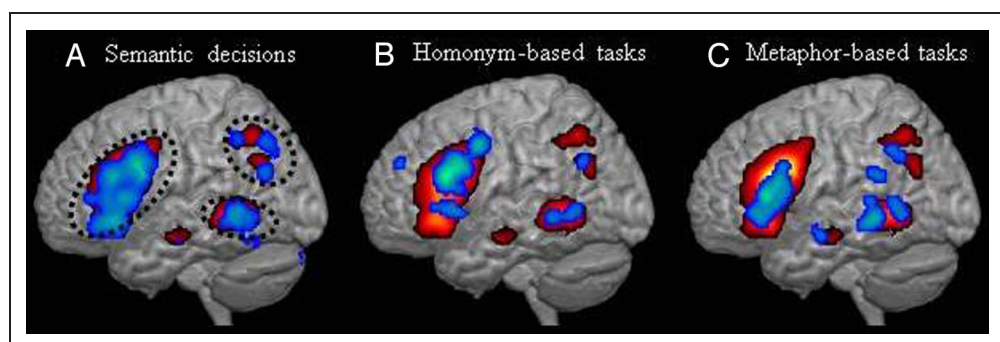 A Semantic decisions
B Homonym-based tasks
C Metaphor-based tasks